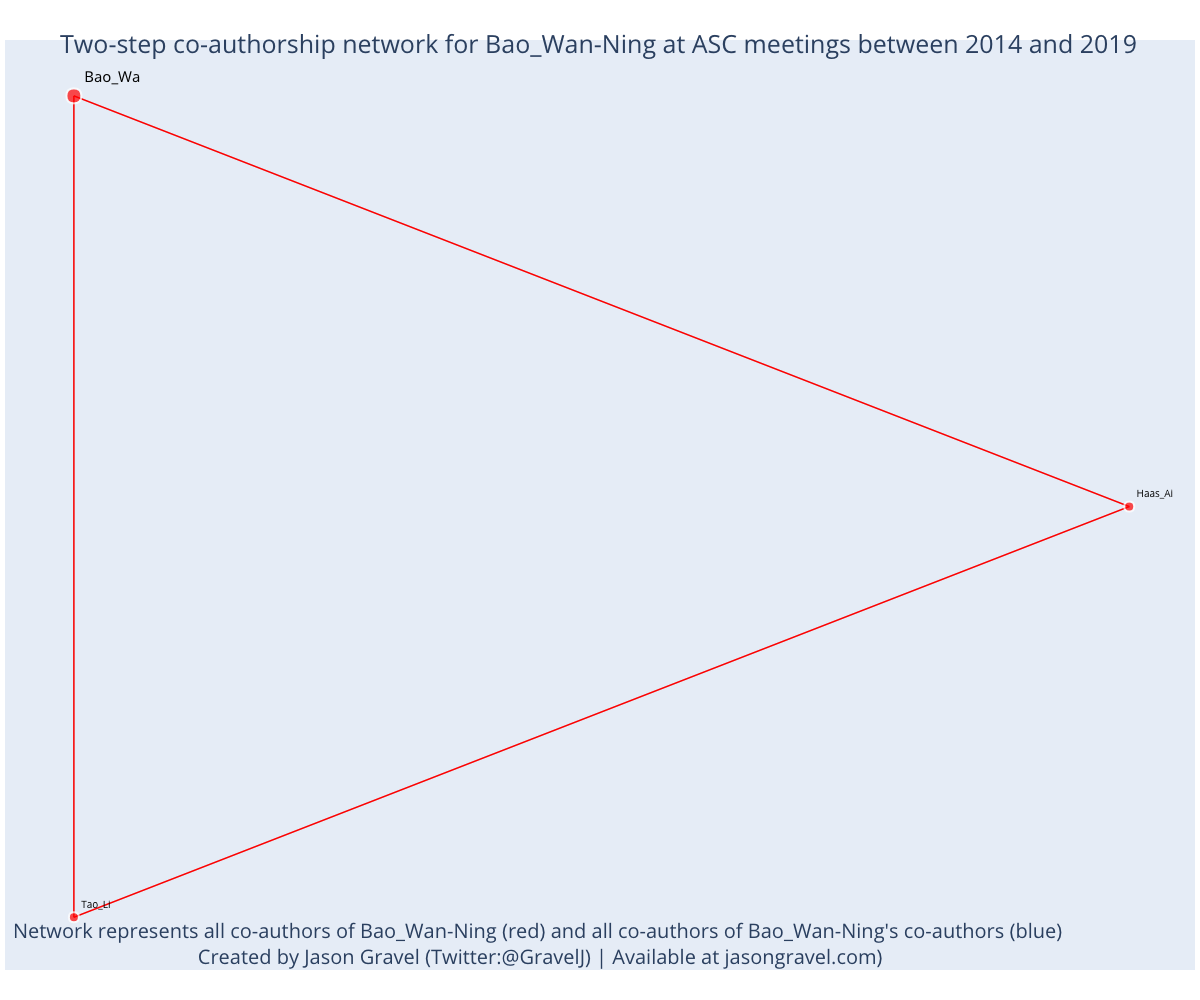 Two-step co-authorship network for Bao_Wan-Ning at ASC meetings between 2014 and 2019
Bao_Wa
Haas_Ai
Tao_Li
Network represents all co-authors of Bao_Wan-Ning (red) and all co-authors of Bao_Wan-Ning's co-authors (blue)
Created by Jason Gravel (Twitter:@GravelJ) | Available at jasongravel.com)